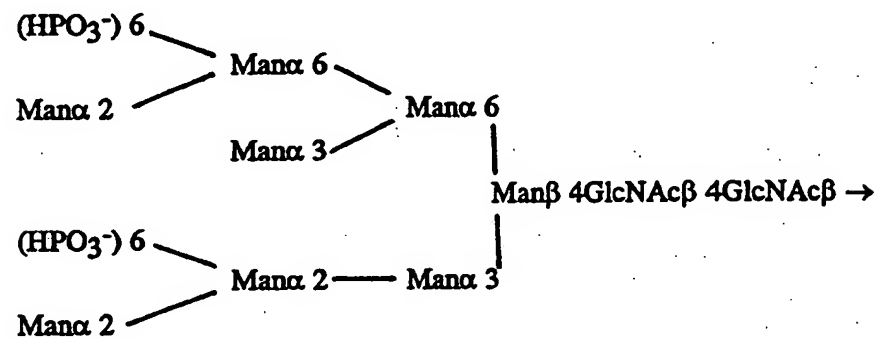 (HPO₃⁻) 6
Manα 6
Manα 2
Manα 6
Manα 3
Manβ 4GlcNAcβ 4GlcNAcβ →
(HPO₃⁻) 6
Manα 2
Manα 3
Manα 2